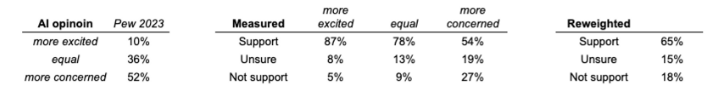 more more
excited equal concerned
AI opinoin Pew 2023 Measured Reweighted
more excited 10% Support 87% 78% 54% Support 65%
equal 36% Unsure 8% 13% 19% Unsure 15%
more concerned 52% Not support 5% 9% 27% Not support 18%